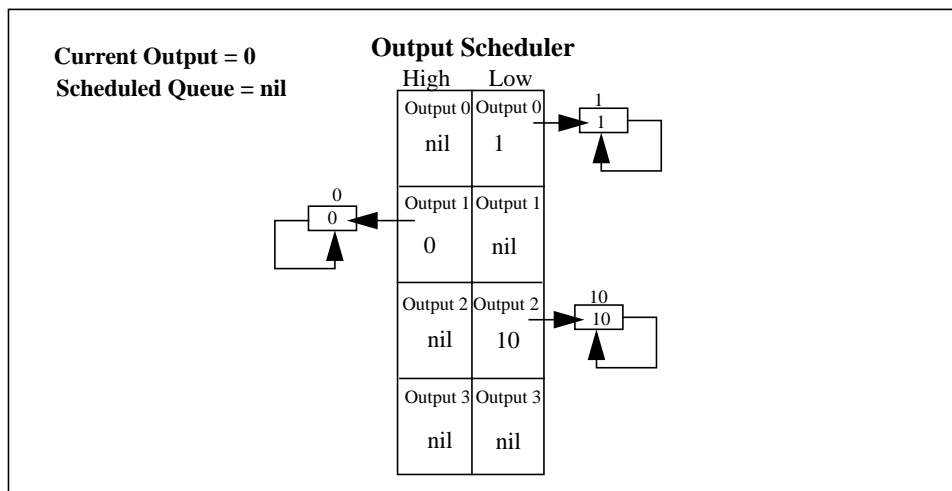 Output Scheduler
Current Output = 0
Scheduled Queue = nil
High Low
Output 0 Output 0
1
nil 1
1
Output 1 Output 1
0
0
0 nil
Output 2 Output 2
10
10
nil 10
Output 3 Output 3
nil nil